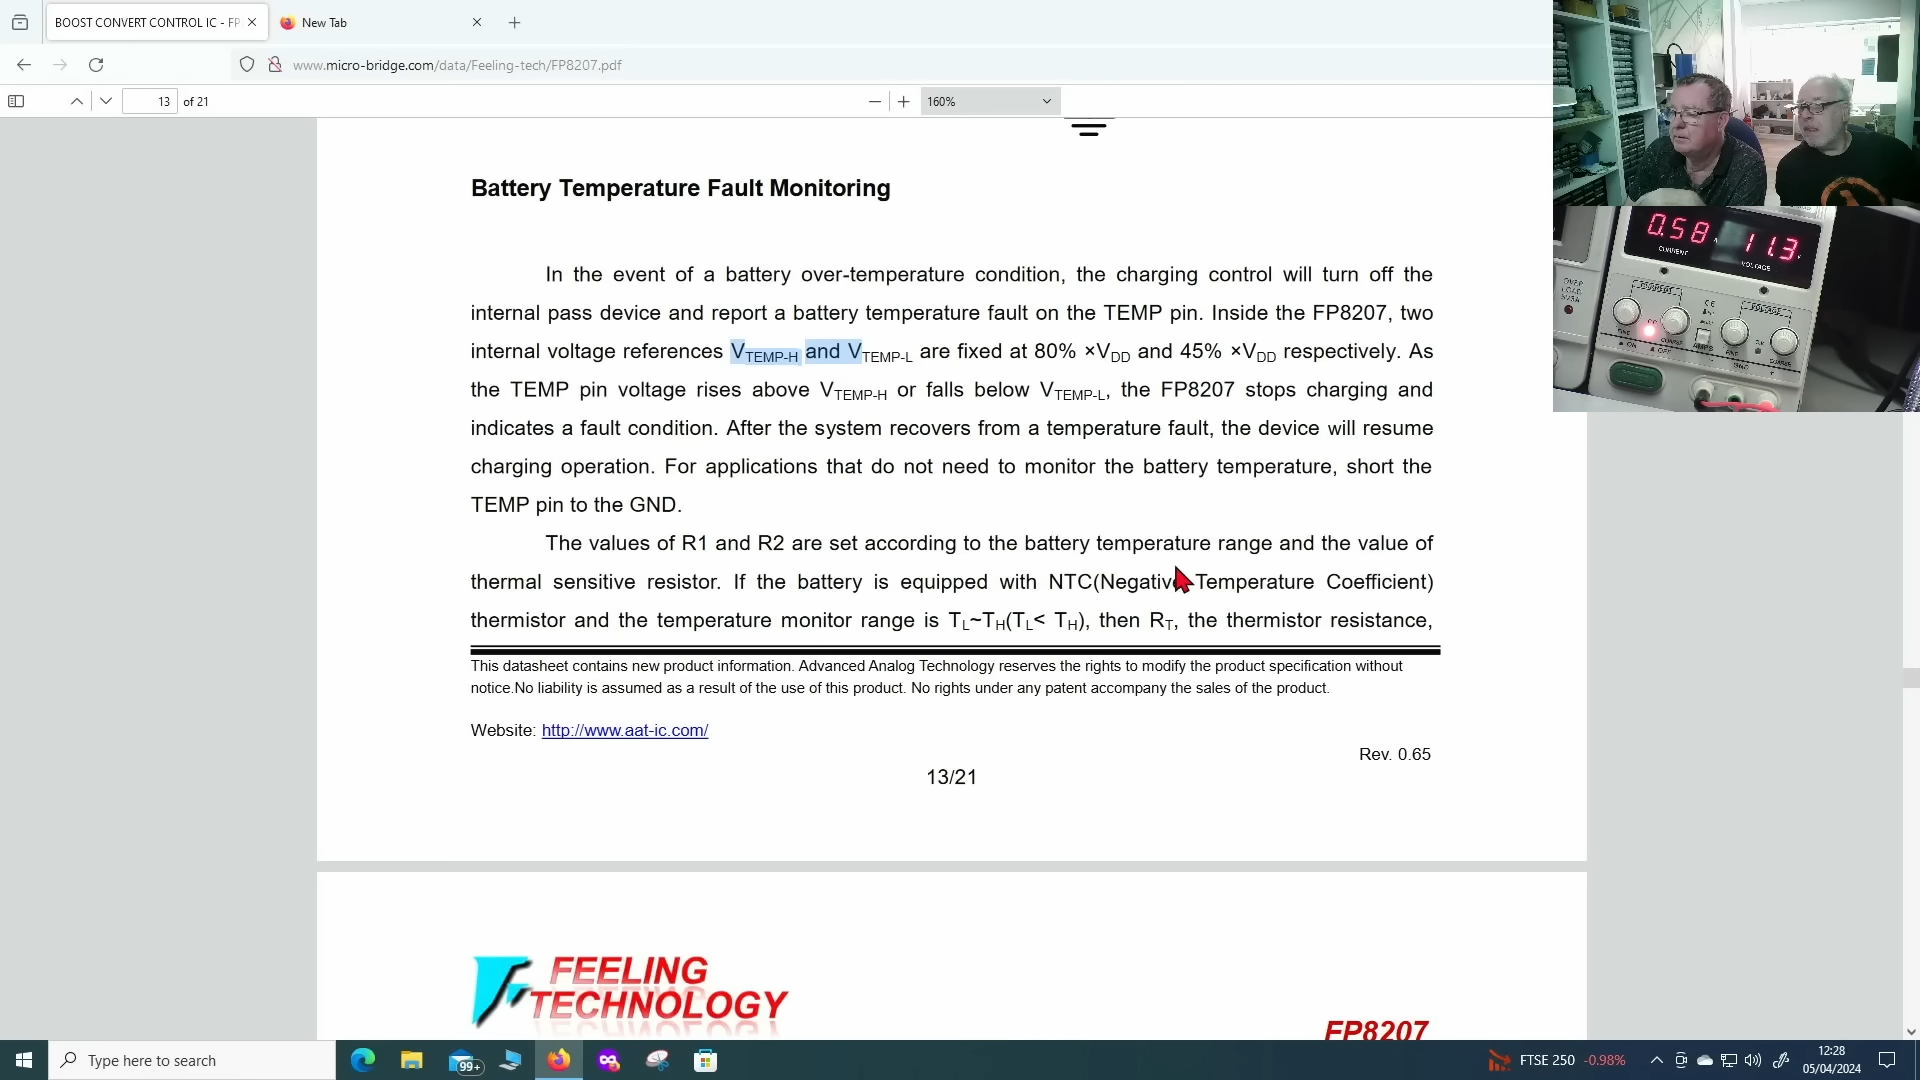 BOOST CONVERT CONTROL IC - FP
New Tab
www.micro-bridge.com/data/Feeling-tech/FP8207.pdf
13 of 21
160%
Battery Temperature Fault Monitoring
In the event of a battery over-temperature condition, the charging control will turn off the
internal pass device and report a battery temperature fault on the TEMP pin. Inside the FP8207, two
internal voltage references VTEMP-H and VTEMP-L are fixed at 80% ×VDD and 45% ×VDD respectively. As
the TEMP pin voltage rises above VTEMP-H or falls below VTEMP-L, the FP8207 stops charging and
indicates a fault condition. After the system recovers from a temperature fault, the device will resume
charging operation. For applications that do not need to monitor the battery temperature, short the
TEMP pin to the GND.
The values of R1 and R2 are set according to the battery temperature range and the value of
thermal sensitive resistor. If the battery is equipped with NTC(Negative Temperature Coefficient)
thermistor and the temperature monitor range is TL~TH(TL< TH), then RT, the thermistor resistance,
This datasheet contains new product information. Advanced Analog Technology reserves the rights to modify the product specification without
notice.No liability is assumed as a result of the use of this product. No rights under any patent accompany the sales of the product.
Website: http://www.aat-ic.com/
Rev. 0.65
13/21
FEELING
TECHNOLOGY
FP8207
0.58 A 11.3 V
CURRENT
VOLTAGE
OVER
LOAD
CURRENT
VOLTAGE
AMPS
FINE
COARSE
ON
OFF
GND
Type here to search
99+
FTSE 250 -0.98%
12:28
05/04/2024